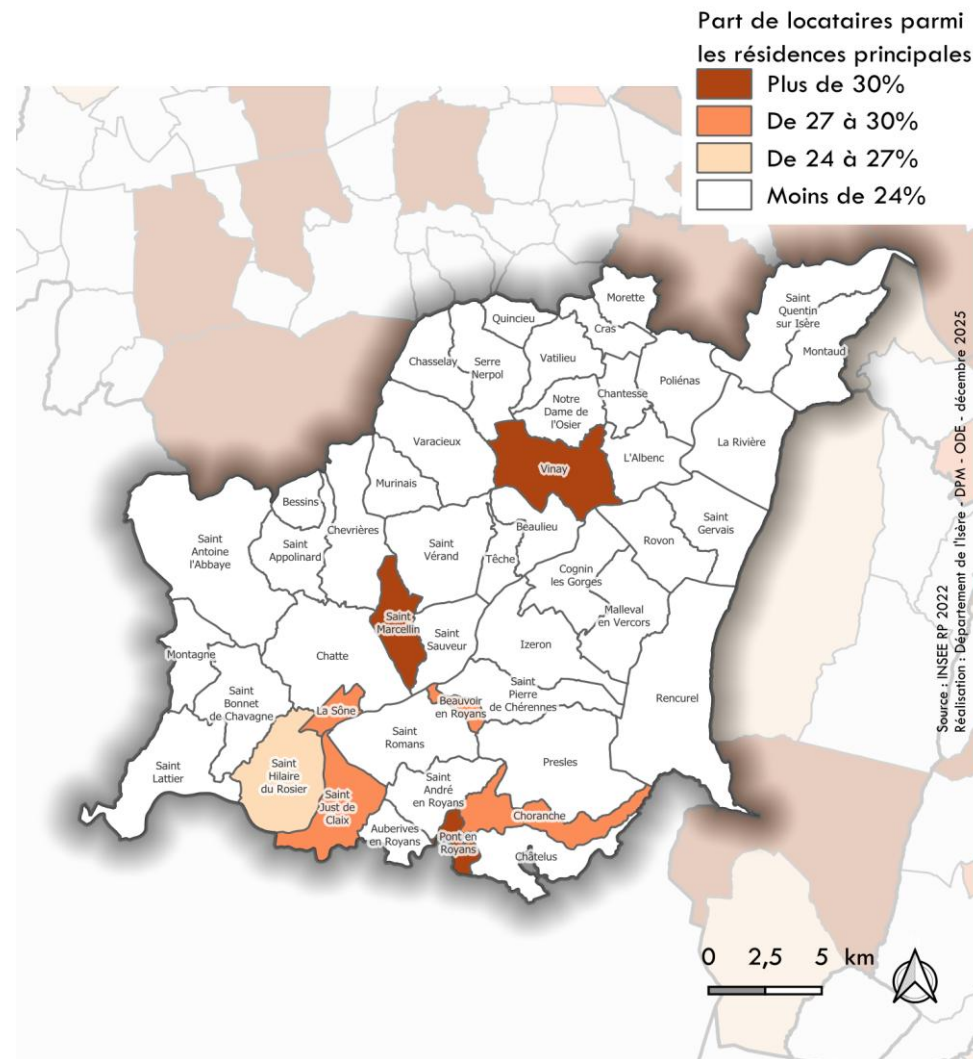 Part de locataires parmi
les résidences principales
Plus de 30%
De 27 à 30%
De 24 à 27%
Moins de 24%
Morette
Saint
Quentin
sur Isère
Quincieu
Cras
Montaud
Chasselay
Serre
Nerpol
Vatilieu
Poliénas
Chantesse
Notre
Dame de
l'Osier
Varacieux
La Rivière
L'Albenc
Vinay
Murinais
Bessins
Chevrières
Beaulieu
Saint
Gervais
Saint
Antoine
l'Abbaye
Saint
Appolinard
Saint
Vérand
Têche
Rovon
Cognin
les Gorges
Malleval
en Vercors
Saint
Marcellin
Saint
Sauveur
Izeron
Montagne
Chatte
Saint
Bonnet
de Chavagne
La Sône
Beauvoir
en Royans
Saint
Pierre
de Chérennes
Rencurel
Saint
Romans
Saint
Lattier
Saint
Hilaire
du Rosier
Presles
Saint
Just de
Claix
Saint
André
en Royans
Choranche
Auberives
en Royans
Pont en
Royans
Châtelus
Source : INSEE RP 2022
Réalisation : Département de l'Isère - DPM - ODE - décembre 2025
0 2,5 5 km